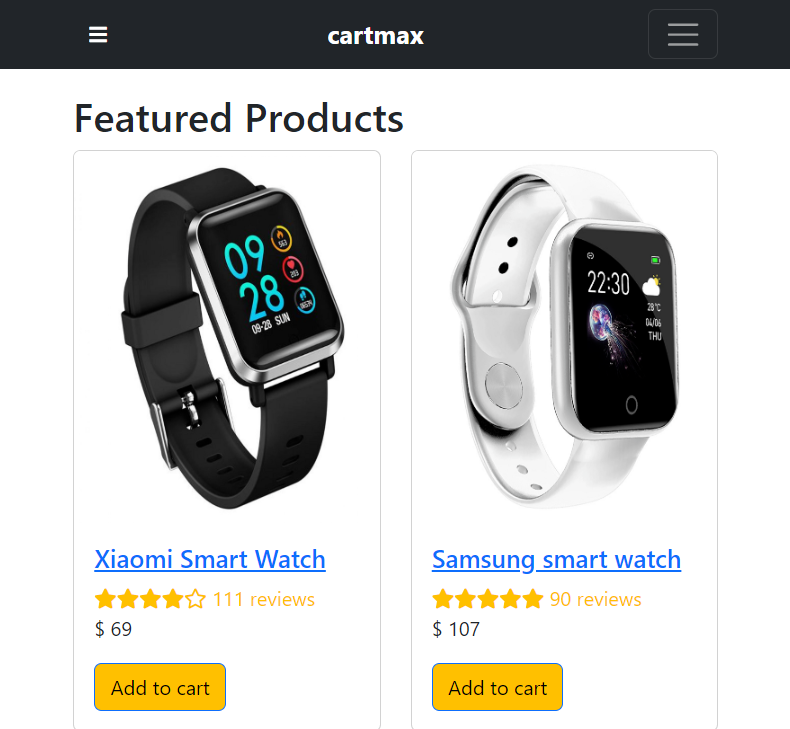 cartmax
Featured Products
09
28
09-28 SUN
22:30
28℃
04/06
THU
Xiaomi Smart Watch
111 reviews
$ 69
Add to cart
Samsung smart watch
90 reviews
$ 107
Add to cart